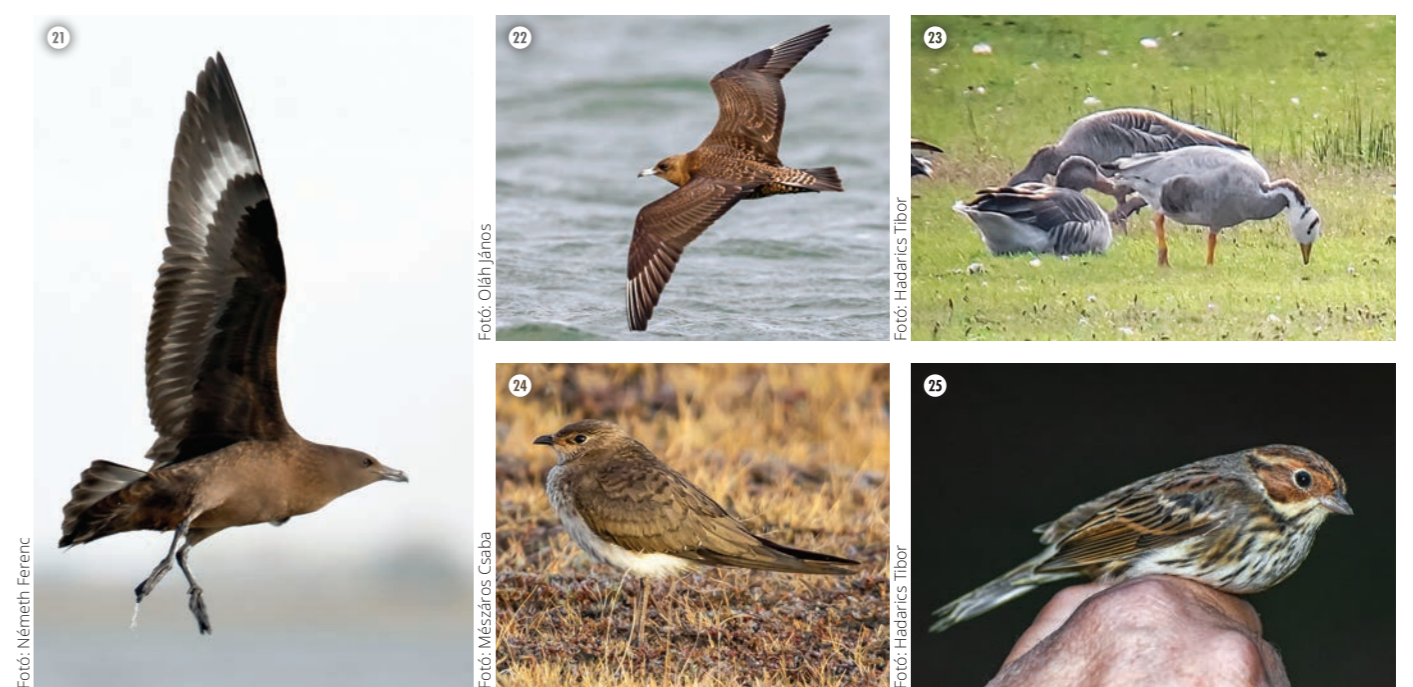 21
Fotó: Németh Ferenc
22
Fotó: Oláh János
23
Fotó: Hadarics Tibor
24
Fotó: Mészáros Csaba
25
Fotó: Hadarics Tibor